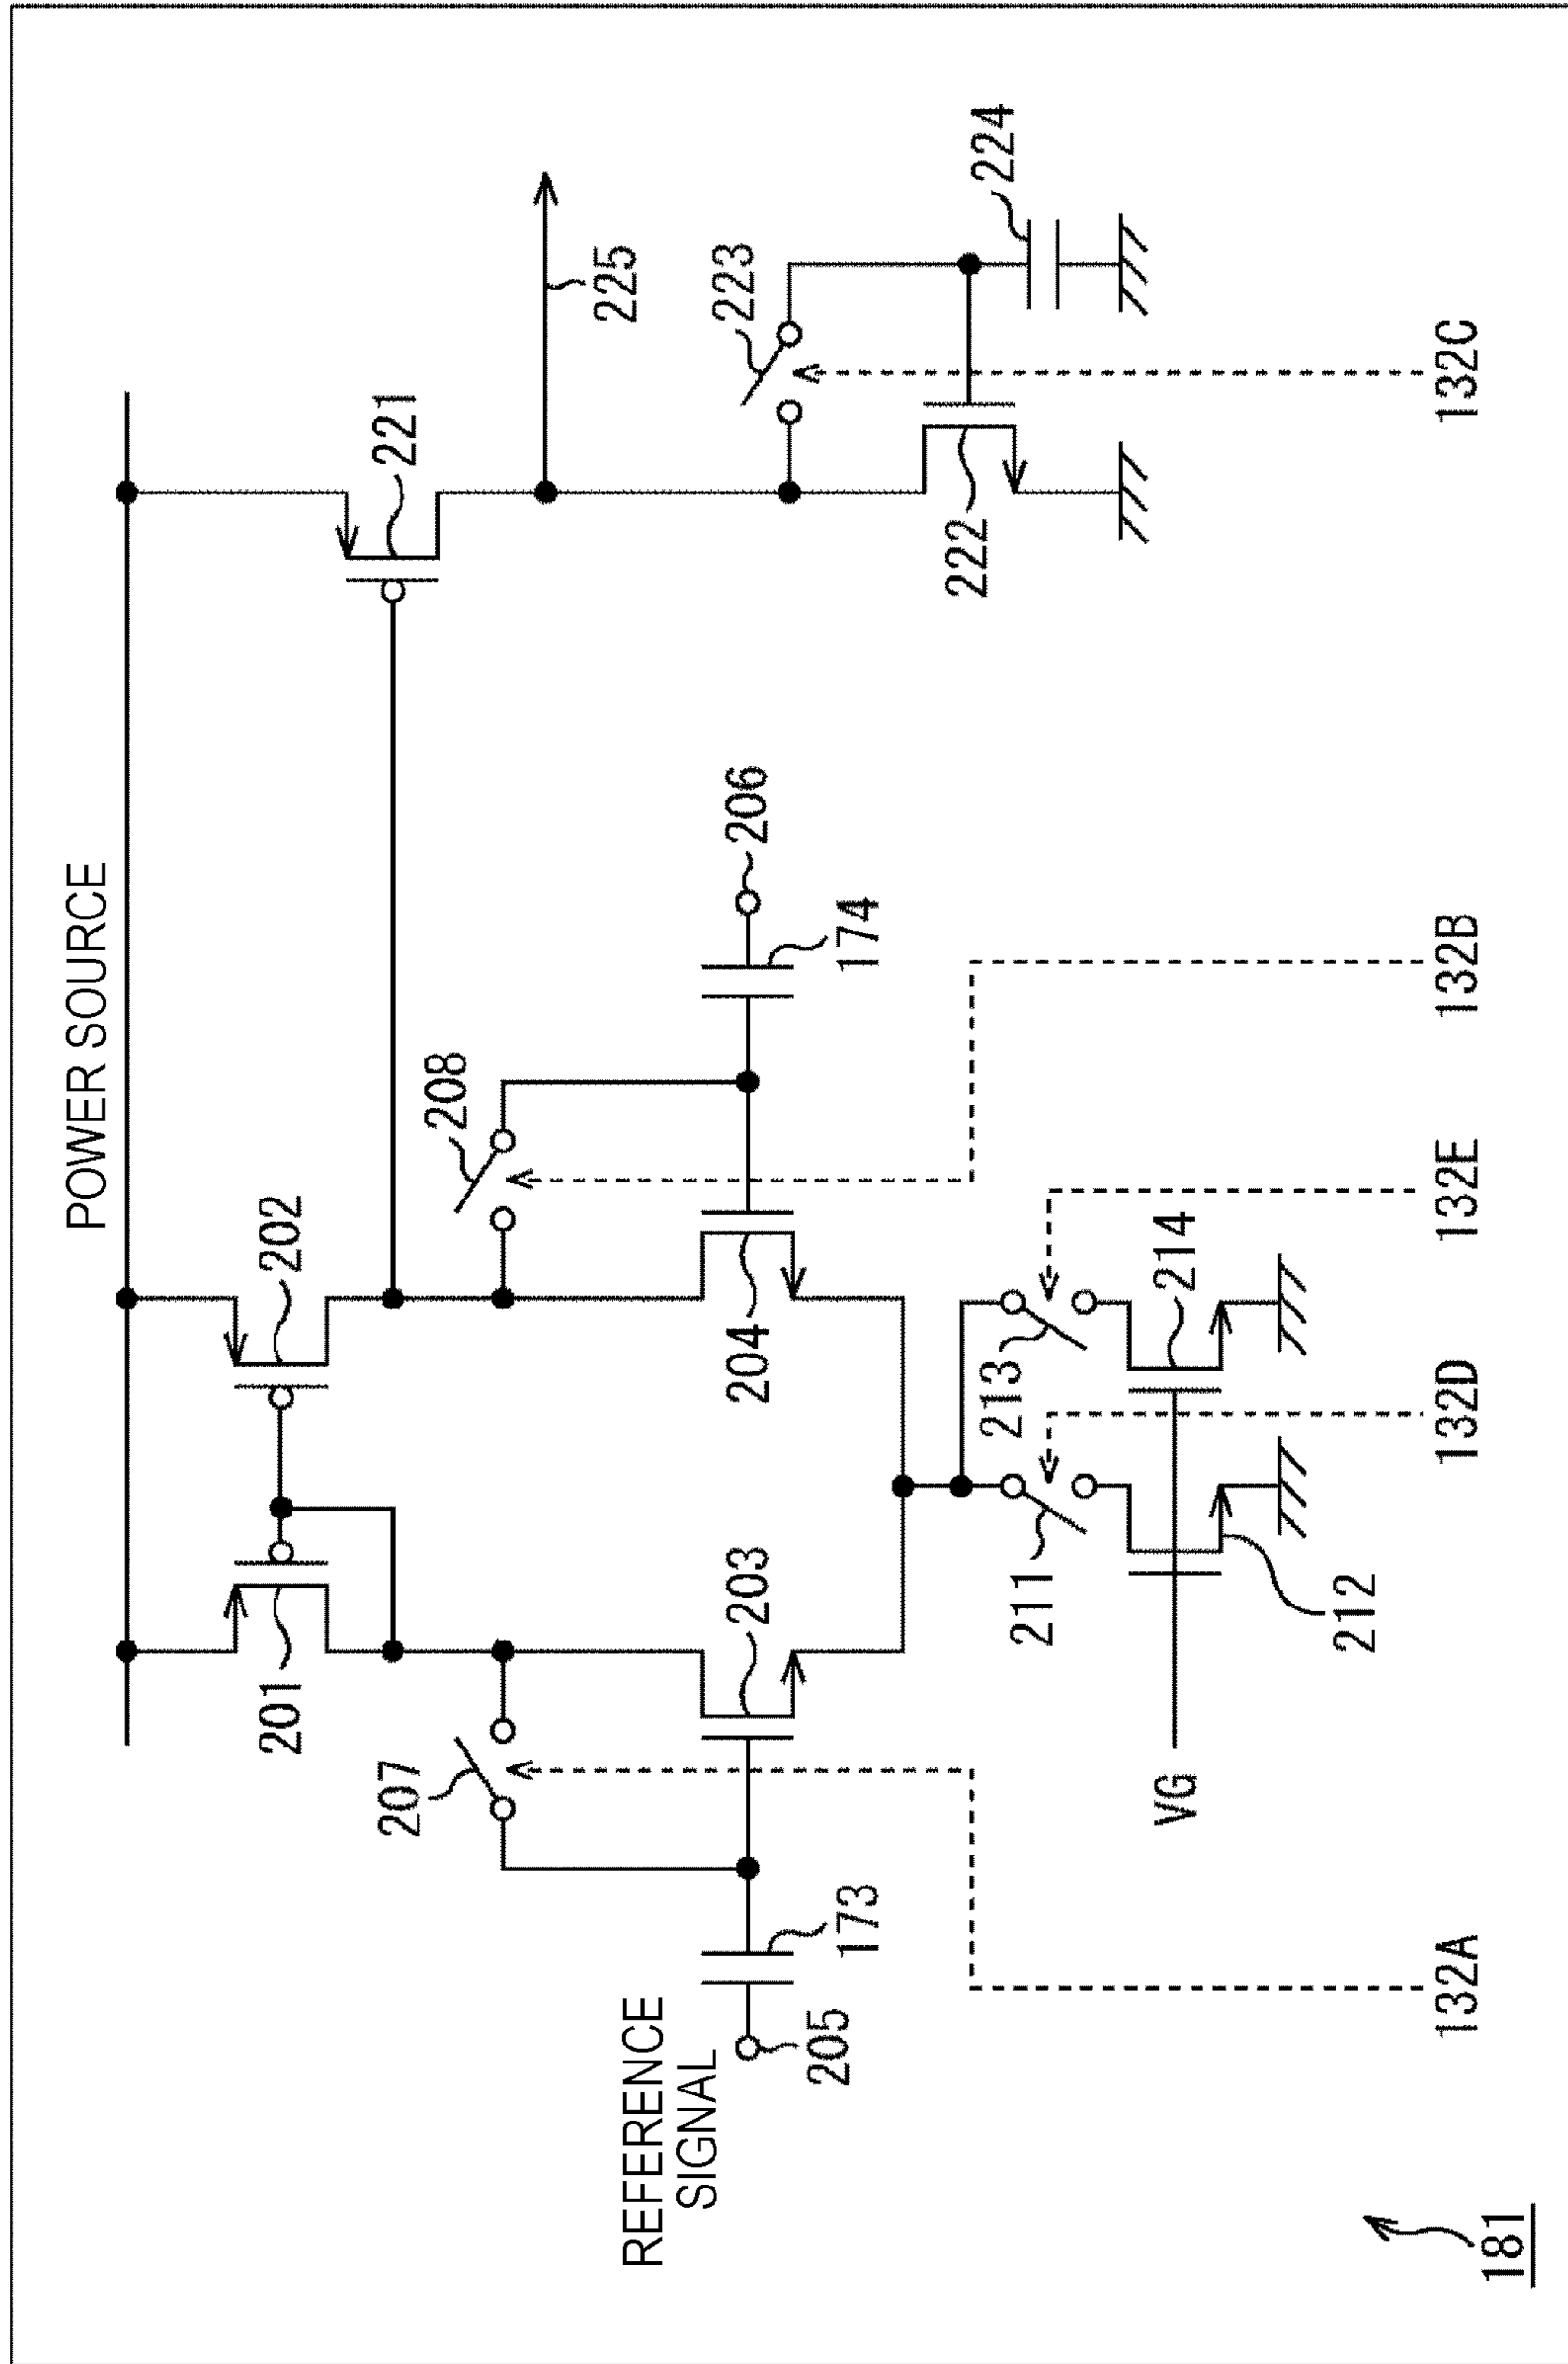 POWER SOURCE
201
202
221
207
208
225
REFERENCE
SIGNAL
205
173
203
204
174
206
223
224
222
211
213
VG
212
214
132A
132D
132E
132B
132C
181